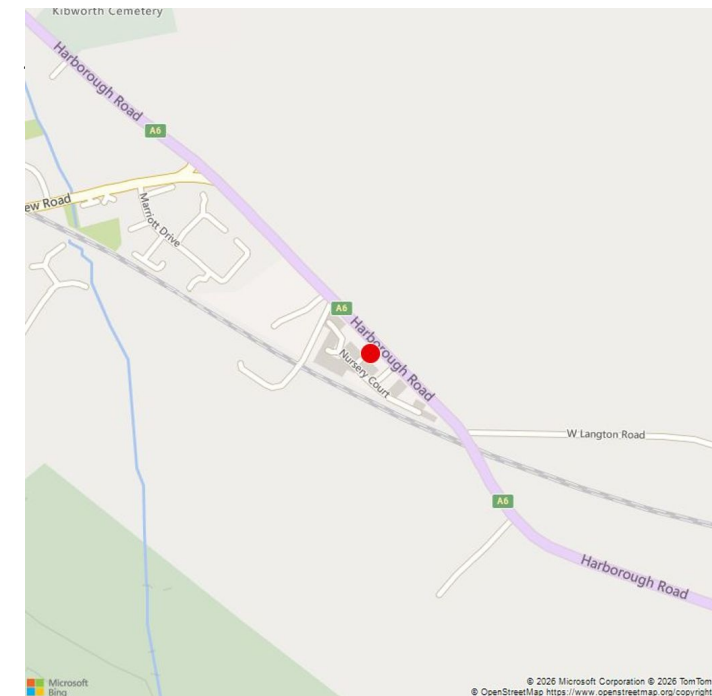 Kibworth Cemetery
Harborough Road
A6
ew Road
Marriott Drive
A6
Harborough Road
Nursery Court
W Langton Road
A6
Harborough Road
Microsoft
Bing
© 2026 Microsoft Corporation © 2026 TomTom
© OpenStreetMap https://www.openstreetmap.org/copyright